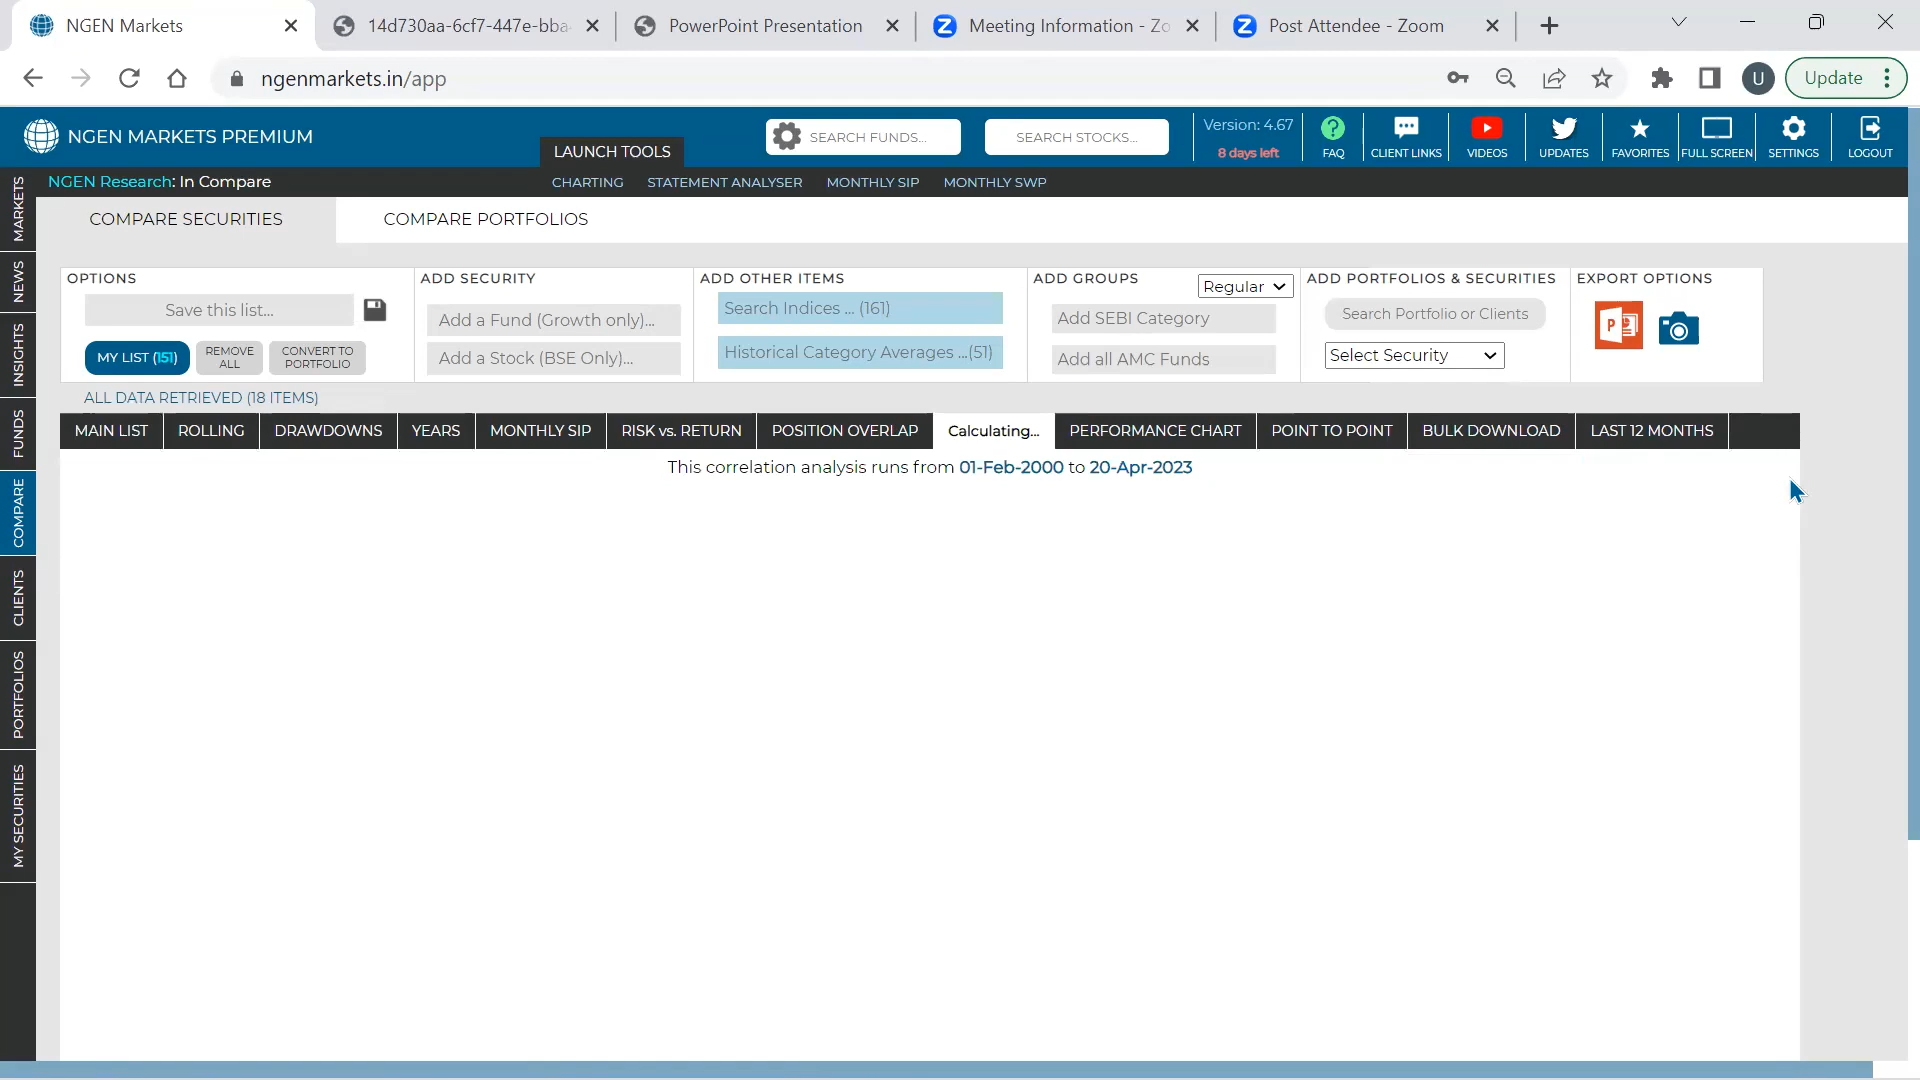 NGEN Markets
14d730aa-6cf7-447e-bba
PowerPoint Presentation
Meeting Information - Zo
Post Attendee - Zoom
ngenmarkets.in/app
U
Update
NGEN MARKETS PREMIUM
LAUNCH TOOLS
SEARCH FUNDS...
SEARCH STOCKS...
Version: 4.67
8 days left
FAQ
CLIENT LINKS
VIDEOS
UPDATES
FAVORITES
FULL SCREEN
SETTINGS
LOGOUT
NGEN Research: In Compare
CHARTING
STATEMENT ANALYSER
MONTHLY SIP
MONTHLY SWP
MARKETS
NEWS
INSIGHTS
FUNDS
COMPARE
CLIENTS
PORTFOLIOS
MY SECURITIES
COMPARE SECURITIES
COMPARE PORTFOLIOS
OPTIONS
Save this list...
MY LIST (151)
REMOVE
ALL
CONVERT TO
PORTFOLIO
ADD SECURITY
Add a Fund (Growth only)...
Add a Stock (BSE Only)...
ADD OTHER ITEMS
Search Indices ... (161)
Historical Category Averages ...(51)
ADD GROUPS
Regular
Add SEBI Category
Add all AMC Funds
ADD PORTFOLIOS & SECURITIES
Search Portfolio or Clients
Select Security
EXPORT OPTIONS
P
ALL DATA RETRIEVED (18 ITEMS)
MAIN LIST
ROLLING
DRAWDOWNS
YEARS
MONTHLY SIP
RISK vs. RETURN
POSITION OVERLAP
Calculating...
PERFORMANCE CHART
POINT TO POINT
BULK DOWNLOAD
LAST 12 MONTHS
This correlation analysis runs from 01-Feb-2000 to 20-Apr-2023